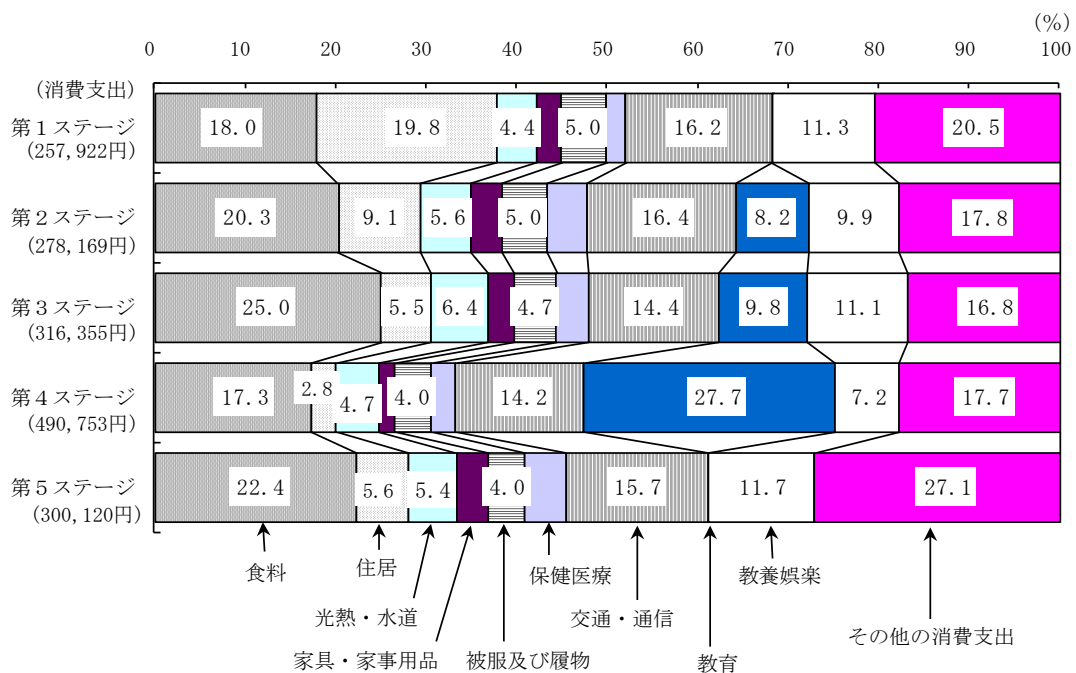 (%)
0 10 20 30 40 50 60 70 80 90 100
(消費支出)
第1ステージ
(257,922円)
18.0 19.8 4.4 5.0 16.2 11.3 20.5
第2ステージ
(278,169円)
20.3 9.1 5.6 5.0 16.4 8.2 9.9 17.8
第3ステージ
(316,355円)
25.0 5.5 6.4 4.7 14.4 9.8 11.1 16.8
第4ステージ
(490,753円)
17.3 2.8 4.7 4.0 14.2 27.7 7.2 17.7
第5ステージ
(300,120円)
22.4 5.6 5.4 4.0 15.7 11.7 27.1
食料 住居 保健医療 教養娯楽
光熱・水道 交通・通信 その他の消費支出
家具・家事用品 被服及び履物 教育